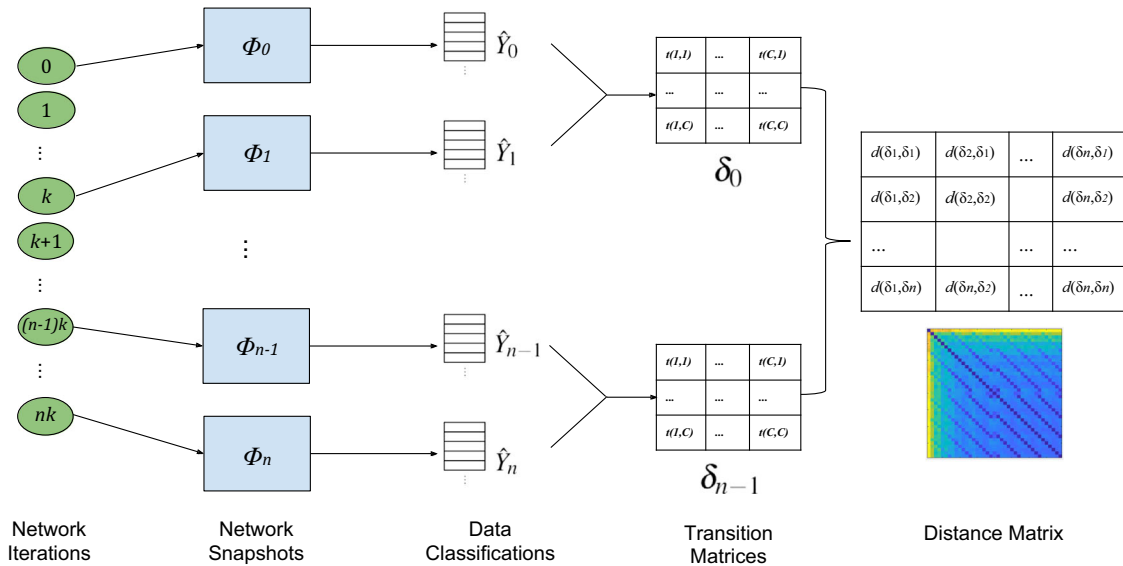 0
1
⋮
k
k+1
⋮
(n-1)k
⋮
nk
Φ0
Φ1
⋮
Φn-1
Φn
Ŷ0
⋮
Ŷ1
⋮
Ŷn−1
⋮
Ŷn
⋮
t(1,1) ... t(C,1)
... ... ...
t(1,C) ... t(C,C)
δ0
t(1,1) ... t(C,1)
... ... ...
t(1,C) ... t(C,C)
δn−1
d(δ1,δ1) d(δ2,δ1) ... d(δn,δ1)
d(δ1,δ2) d(δ2,δ2) d(δn,δ2)
... ... ...
d(δ1,δn) d(δn,δ2) ... d(δn,δn)
Network
Iterations
Network
Snapshots
Data
Classifications
Transition
Matrices
Distance Matrix